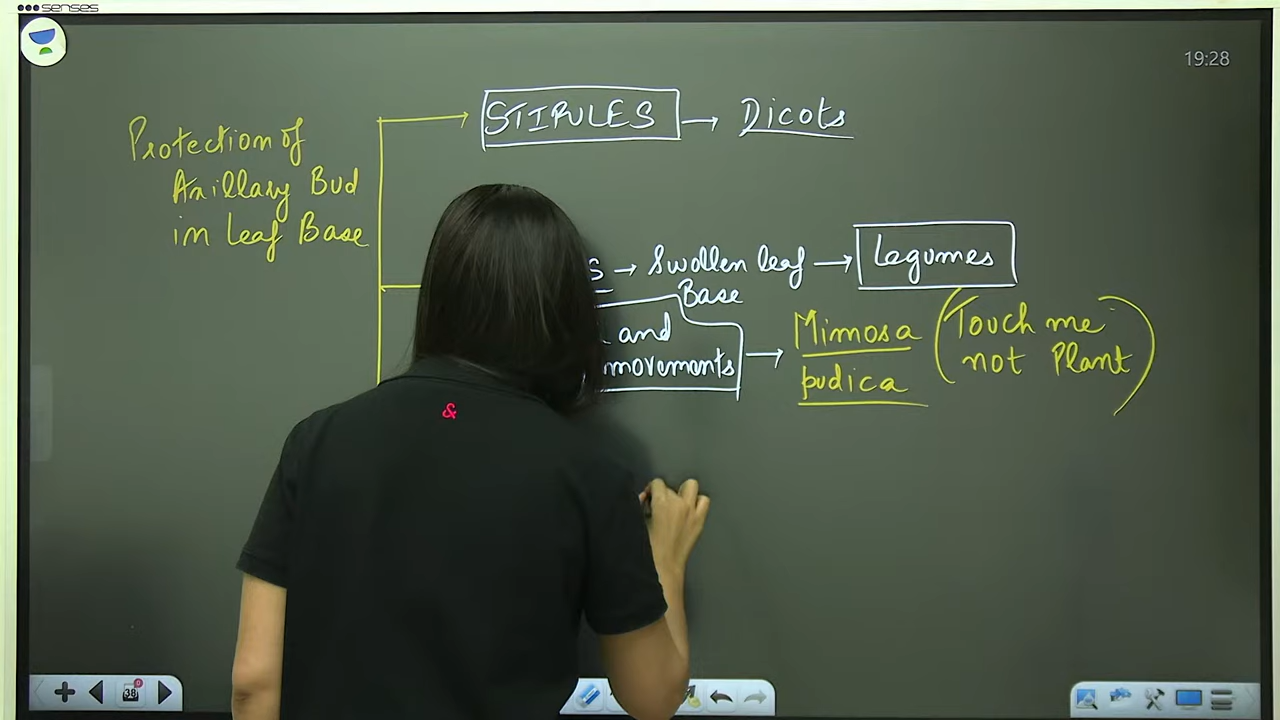 senses
19:28
STIPULES → Dicots
Protection of
Axillary Bud
in Leaf Base
→ Swollen leaf → Legumes
Base
and
movements → Mimosa (Touch me
pudica not Plant)
&
38